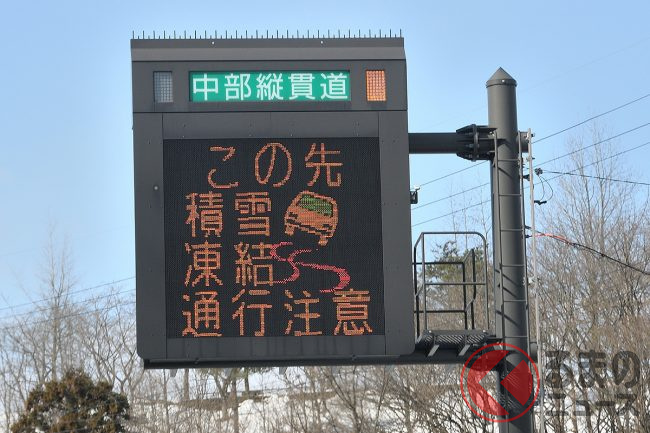 中部縦貫道
この先
積雪
凍結
通行注意
くるまの
ニュース